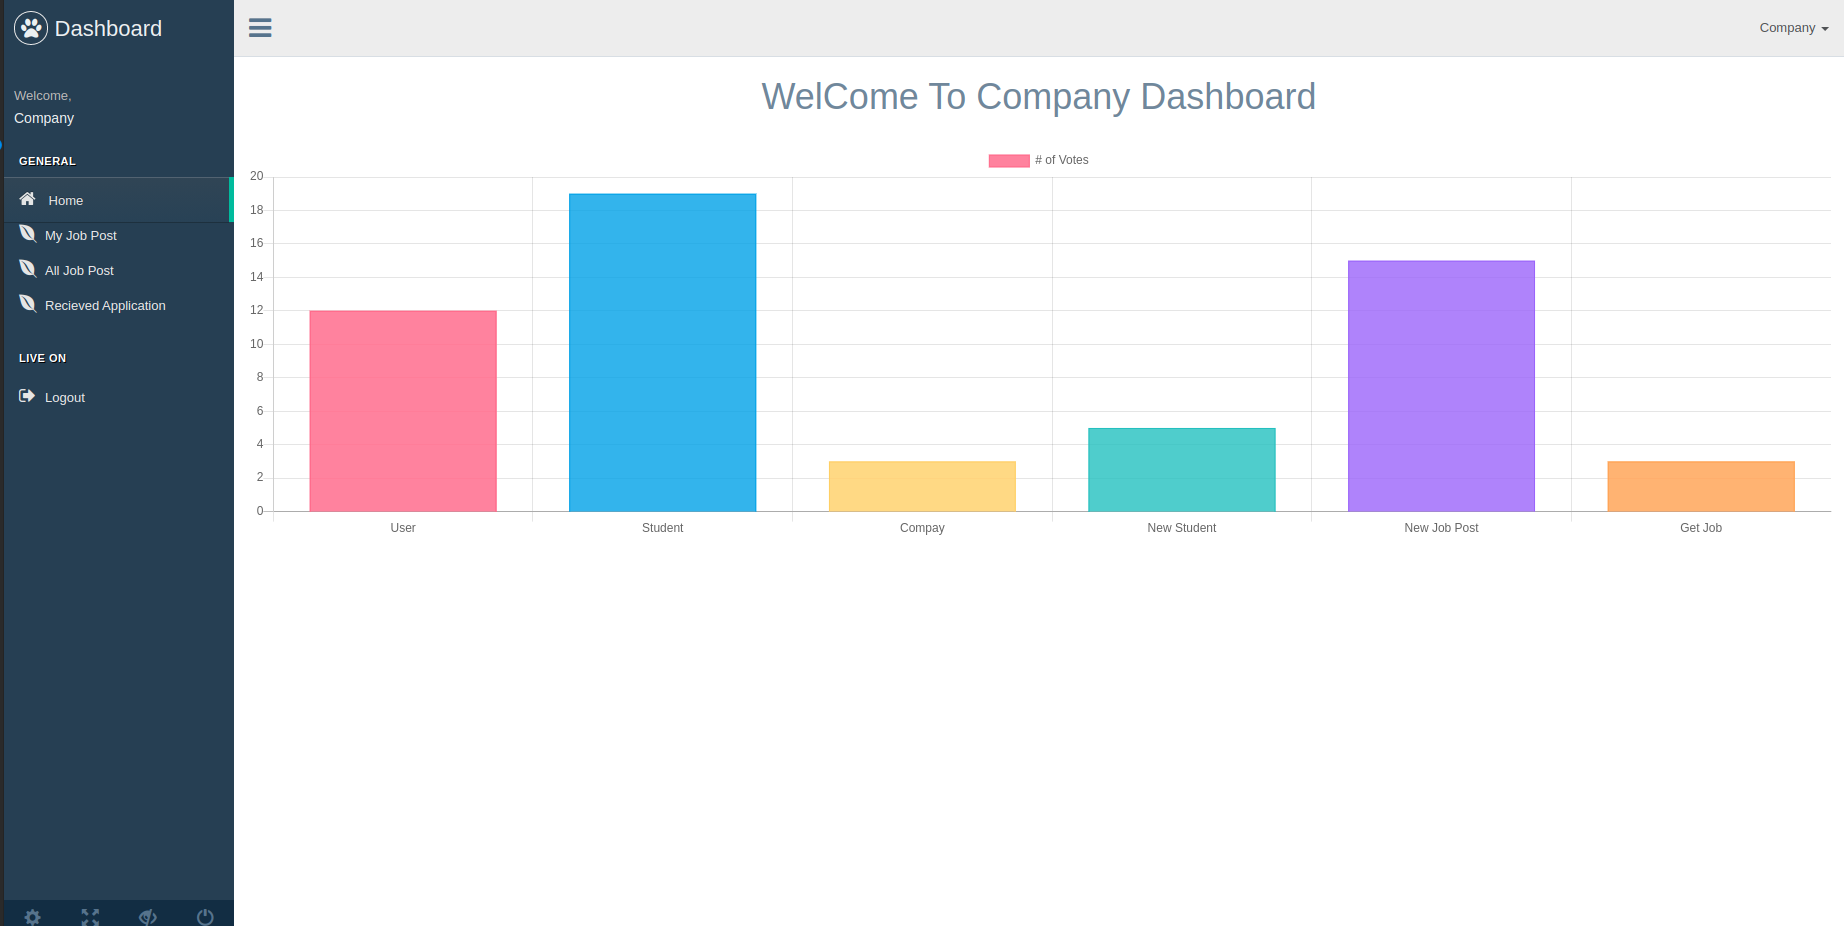 Dashboard
Welcome,
Company
GENERAL
Home
My Job Post
All Job Post
Recieved Application
LIVE ON
Logout
Company
WelCome To Company Dashboard
# of Votes
20
18
16
14
12
10
8
6
4
2
0
User Student Compay New Student New Job Post Get Job